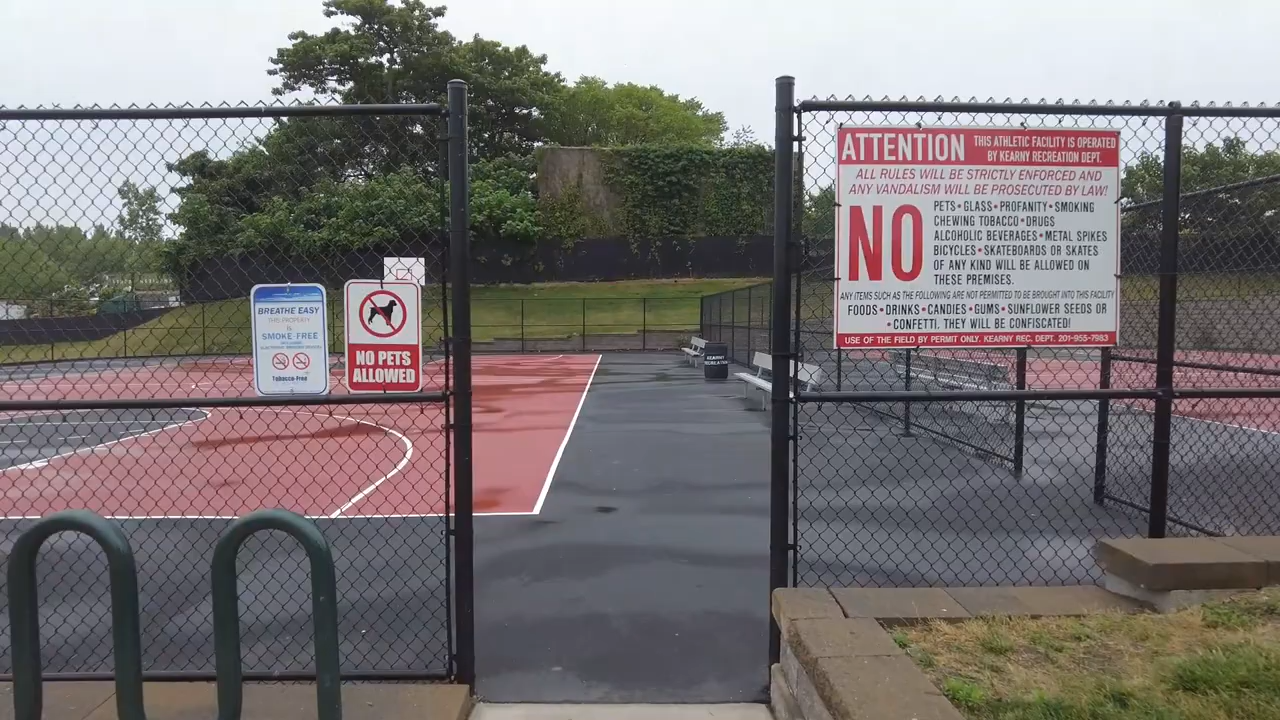 BREATHE EASY
THIS PROPERTY
is
SMOKE-FREE
Tobacco-Free
NO PETS
ALLOWED
KEARNY
RECREATION
ATTENTION THIS ATHLETIC FACILITY IS OPERATED
BY KEARNY RECREATION DEPT.
ALL RULES WILL BE STRICTLY ENFORCED AND
ANY VANDALISM WILL BE PROSECUTED BY LAW!
NO PETS • GLASS • PROFANITY • SMOKING
CHEWING TOBACCO • DRUGS
ALCOHOLIC BEVERAGES • METAL SPIKES
BICYCLES • SKATEBOARDS OR SKATES
OF ANY KIND WILL BE ALLOWED ON
THESE PREMISES.
ANY ITEMS SUCH AS THE FOLLOWING ARE NOT PERMITTED TO BE BROUGHT INTO THIS FACILITY
FOODS • DRINKS • CANDIES • GUMS • SUNFLOWER SEEDS OR
• CONFETTI. THEY WILL BE CONFISCATED!
USE OF THE FIELD BY PERMIT ONLY. KEARNY REC. DEPT. 201-955-7983